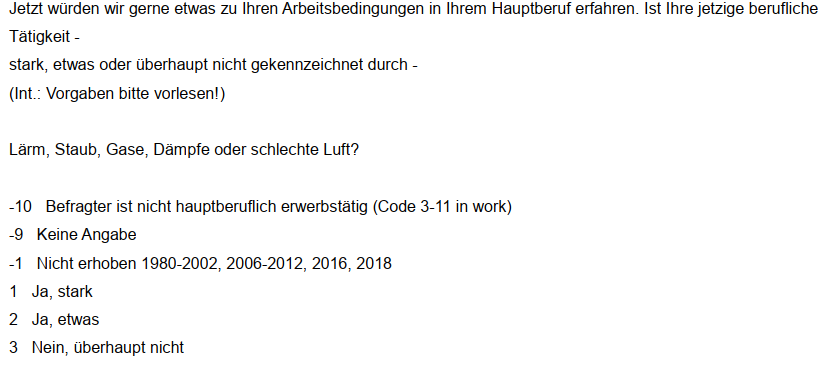 Jetzt würden wir gerne etwas zu Ihren Arbeitsbedingungen in Ihrem Hauptberuf erfahren. Ist Ihre jetzige berufliche
Tätigkeit -
stark, etwas oder überhaupt nicht gekennzeichnet durch -
(Int.: Vorgaben bitte vorlesen!)
Lärm, Staub, Gase, Dämpfe oder schlechte Luft?
-10 Befragter ist nicht hauptberuflich erwerbstätig (Code 3-11 in work)
-9 Keine Angabe
-1 Nicht erhoben 1980-2002, 2006-2012, 2016, 2018
1 Ja, stark
2 Ja, etwas
3 Nein, überhaupt nicht